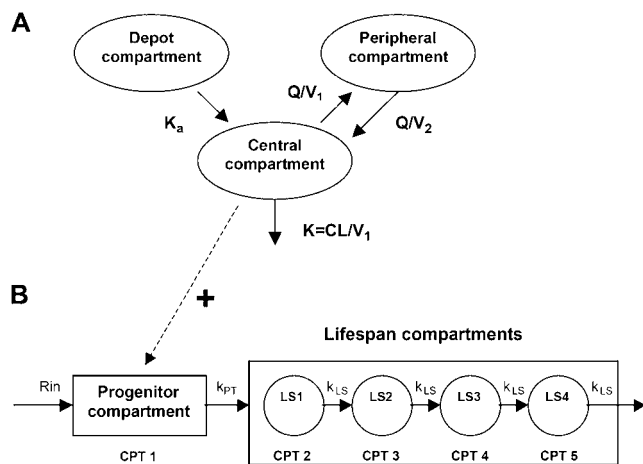 A
Depot
compartment
Peripheral
compartment
Q/V1
Ka
Q/V2
Central
compartment
K=CL/V1
+
B
Lifespan compartments
Rin
Progenitor
compartment
kPT
LS1
kLS
LS2
kLS
LS3
kLS
LS4
kLS
CPT 1
CPT 2
CPT 3
CPT 4
CPT 5